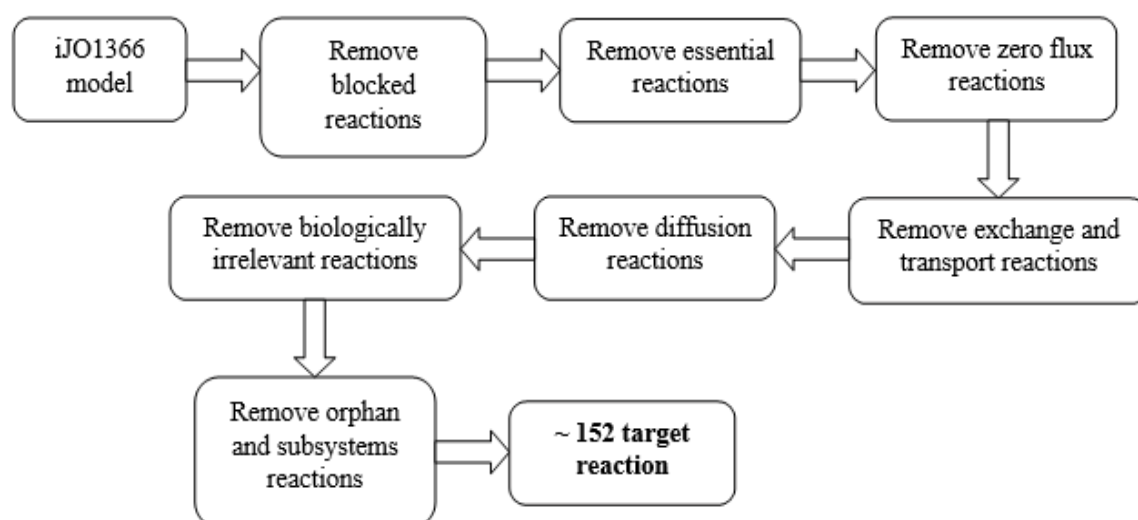 iJO1366
model
Remove
blocked
reactions
Remove essential
reactions
Remove zero flux
reactions
Remove exchange and
transport reactions
Remove diffusion
reactions
Remove biologically
irrelevant reactions
Remove orphan
and subsystems
reactions
~ 152 target
reaction